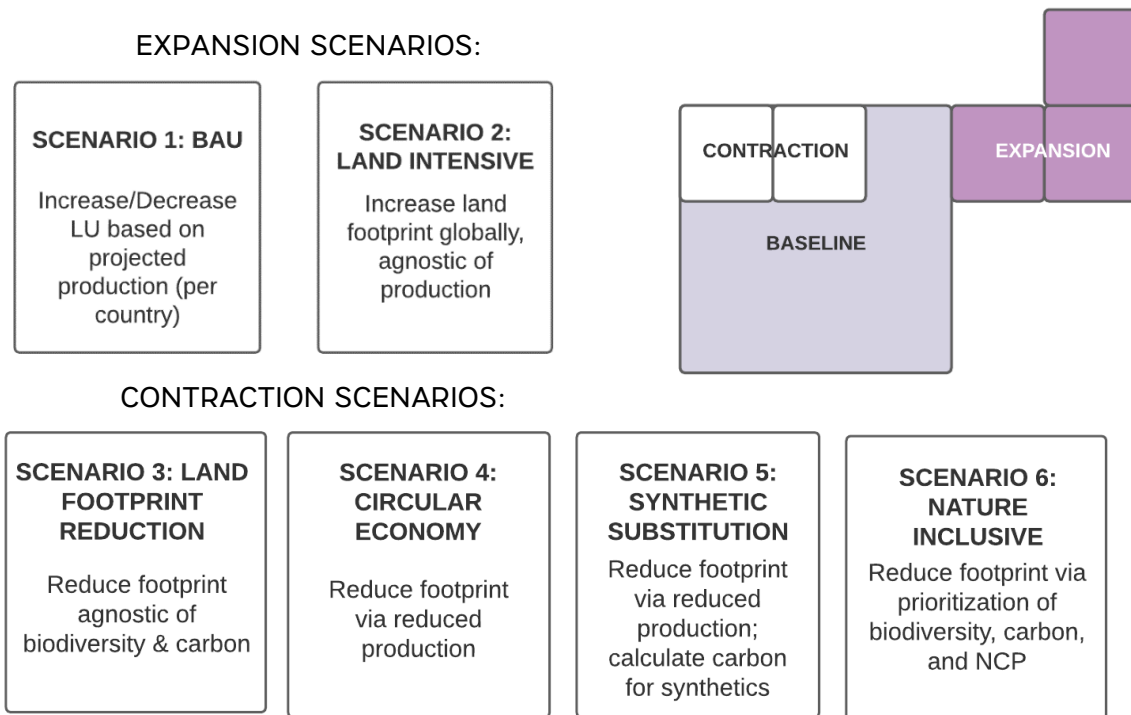 EXPANSION SCENARIOS:
SCENARIO 1: BAU
Increase/Decrease
LU based on
projected
production (per
country)
SCENARIO 2:
LAND INTENSIVE
Increase land
footprint globally,
agnostic of
production
CONTRACTION
EXPANSION
BASELINE
CONTRACTION SCENARIOS:
SCENARIO 3: LAND
FOOTPRINT
REDUCTION
Reduce footprint
agnostic of
biodiversity & carbon
SCENARIO 4:
CIRCULAR
ECONOMY
Reduce footprint
via reduced
production
SCENARIO 5:
SYNTHETIC
SUBSTITUTION
Reduce footprint
via reduced
production;
calculate carbon
for synthetics
SCENARIO 6:
NATURE
INCLUSIVE
Reduce footprint via
prioritization of
biodiversity, carbon,
and NCP